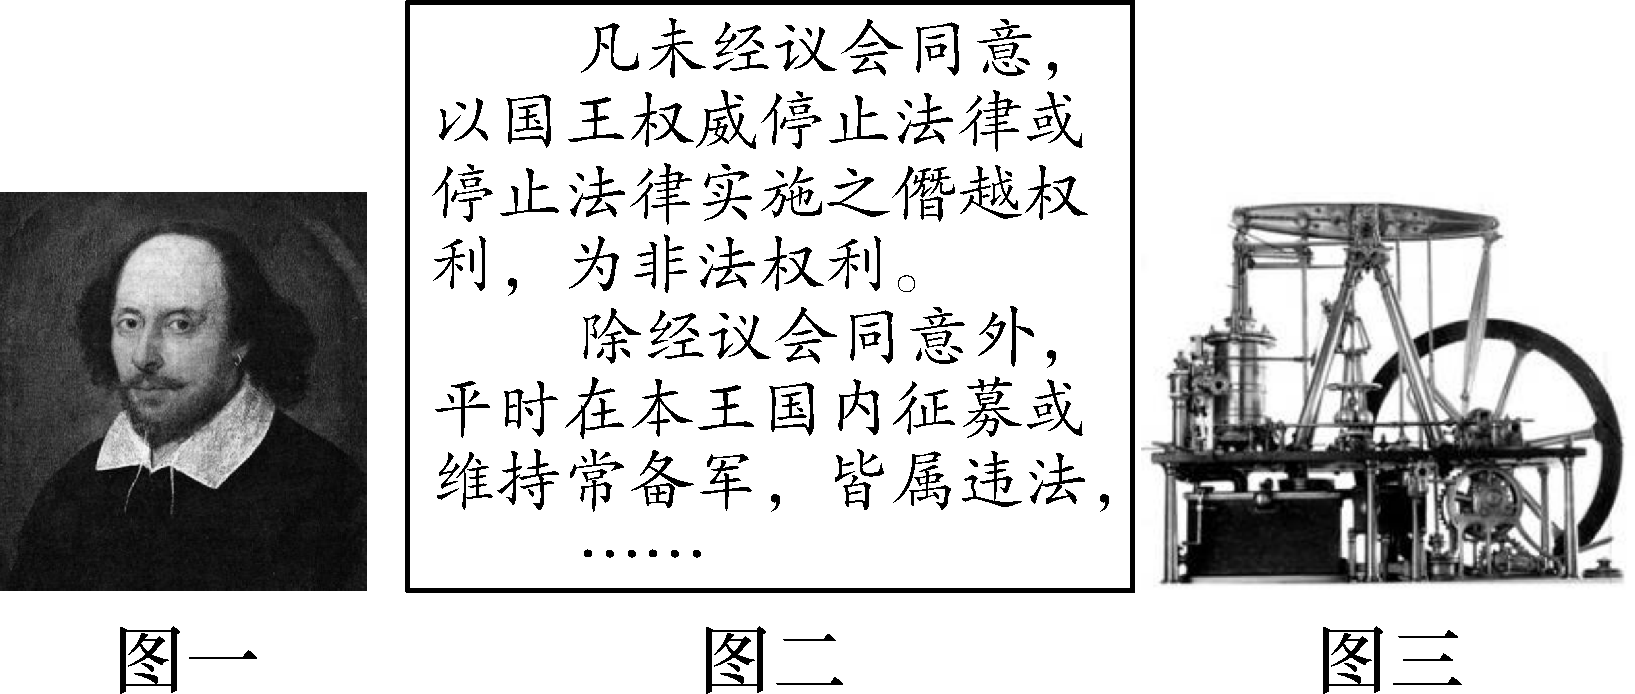 凡未经议会同意，
以国王权威停止法律或
停止法律实施之僭越权
利，为非法权利。
除经议会同意外，
平时在本王国内征募或
维持常备军，皆属违法，
……
图一
图二
图三